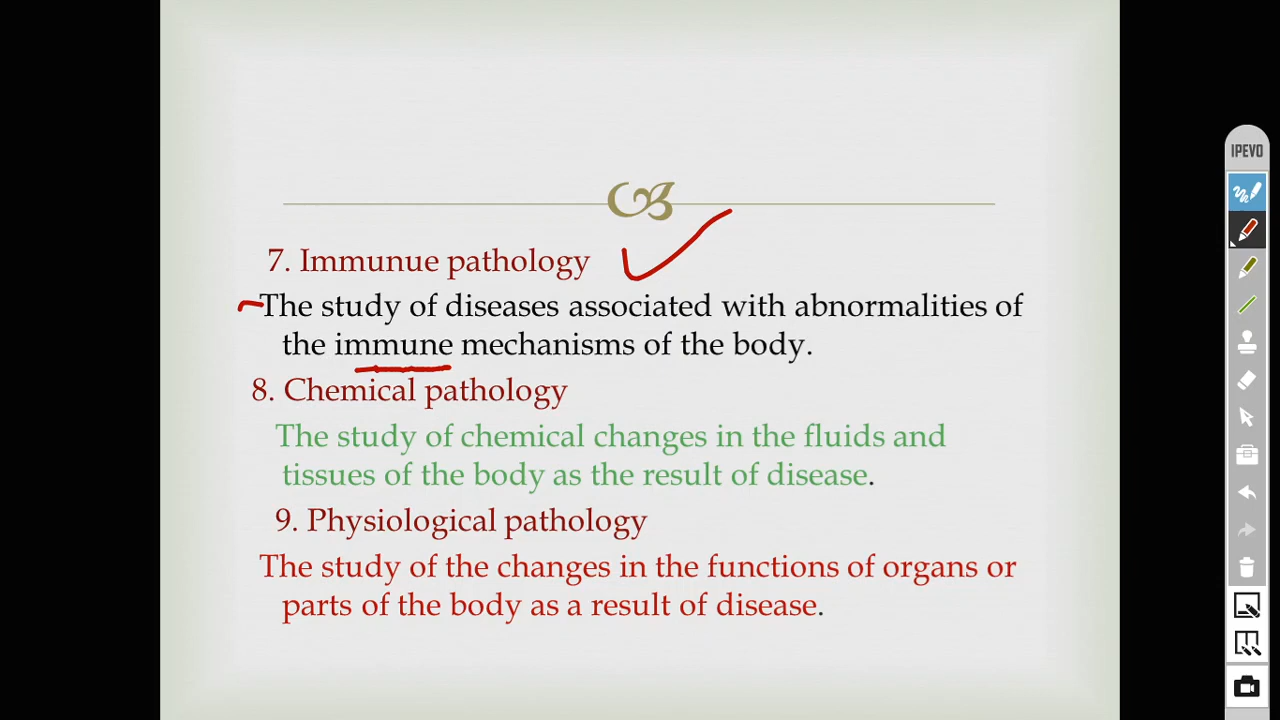 7. Immunue pathology
The study of diseases associated with abnormalities of
the immune mechanisms of the body.
8. Chemical pathology
The study of chemical changes in the fluids and
tissues of the body as the result of disease.
9. Physiological pathology
The study of the changes in the functions of organs or
parts of the body as a result of disease.
IPEVO